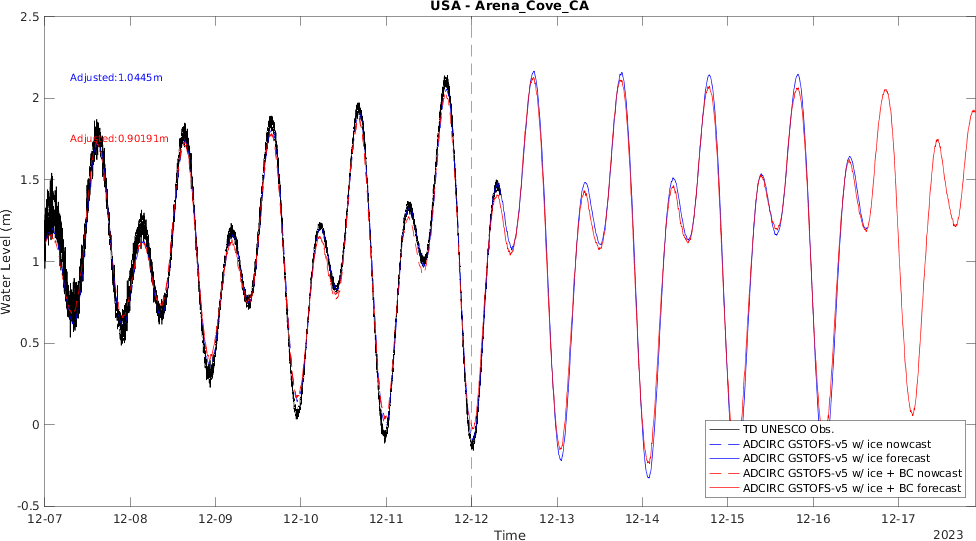 USA - Arena_Cove_CA
2.5
2
1.5
1
0.5
0
-0.5
Water Level (m)
Adjusted:1.0445m
Adjusted:0.90191m
TD UNESCO Obs.
ADCIRC GSTOFS-v5 w/ ice nowcast
ADCIRC GSTOFS-v5 w/ ice forecast
ADCIRC GSTOFS-v5 w/ ice + BC nowcast
ADCIRC GSTOFS-v5 w/ ice + BC forecast
12-07 12-08 12-09 12-10 12-11 12-12 12-13 12-14 12-15 12-16 12-17
Time
2023